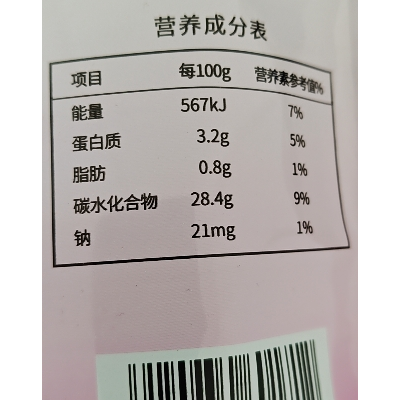 营养成分表
项目 每100g 营养素参考值%
能量 567kJ 7%
蛋白质 3.2g 5%
脂肪 0.8g 1%
碳水化合物 28.4g 9%
钠 21mg 1%